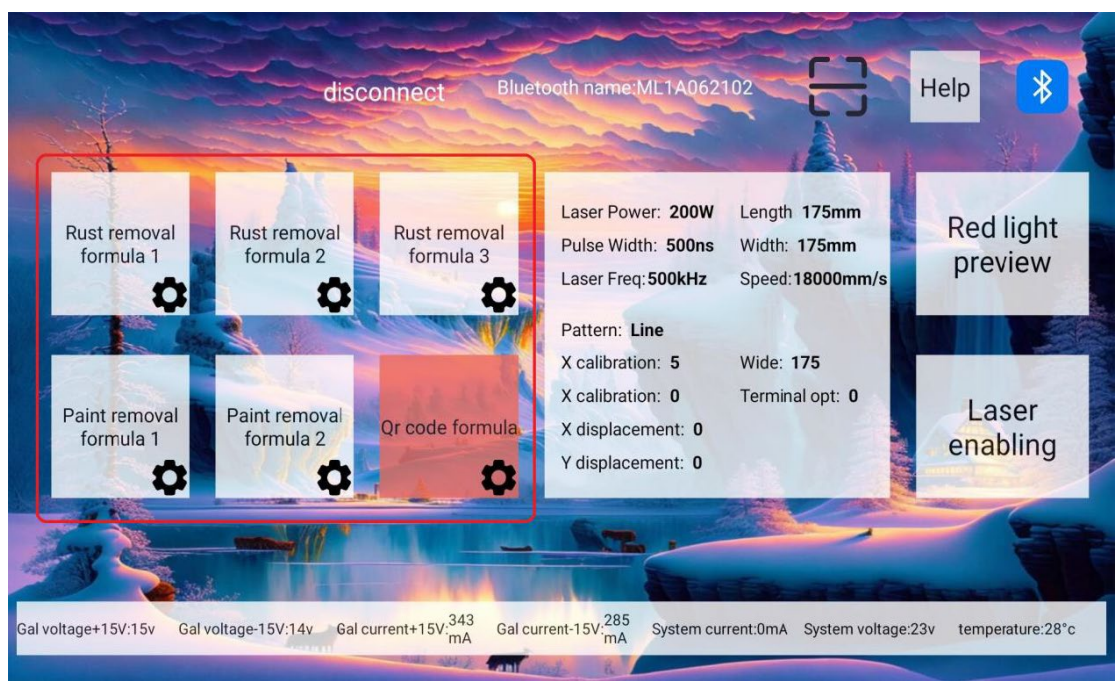 disconnect
Bluetooth name:ML1A062102
Help
Rust removal
formula 1
Rust removal
formula 2
Rust removal
formula 3
Paint removal
formula 1
Paint removal
formula 2
Qr code formula
Laser Power: 200W
Length 175mm
Pulse Width: 500ns
Width: 175mm
Laser Freq:500kHz
Speed:18000mm/s
Pattern: Line
X calibration: 5
Wide: 175
X calibration: 0
Terminal opt: 0
X displacement: 0
Y displacement: 0
Red light
preview
Laser
enabling
Gal voltage+15V:15v
Gal voltage-15V:14v
Gal current+15V:343
mA
Gal current-15V:285
mA
System current:0mA
System voltage:23v
temperature:28°c